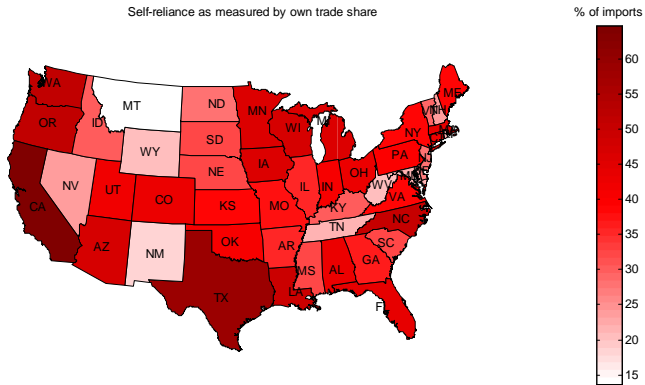 Self-reliance as measured by own trade share
% of imports
WA
MT
ND
MN
ME
OR
ID
SD
WI
NH
NY
WY
IA
PA
NE
OH
NV
IL
IN
UT
CO
WV
CA
KS
MO
KY
VA
AZ
OK
TN
NC
NM
AR
SC
MS
AL
GA
TX
LA
60
55
50
45
40
35
30
25
20
15